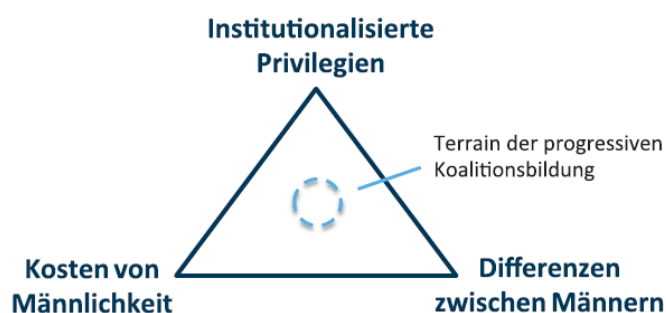 Institutionalisierte
Privilegien
Terrain der progressiven
Koalitionsbildung
Kosten von
Männlichkeit
Differenzen
zwischen Männern